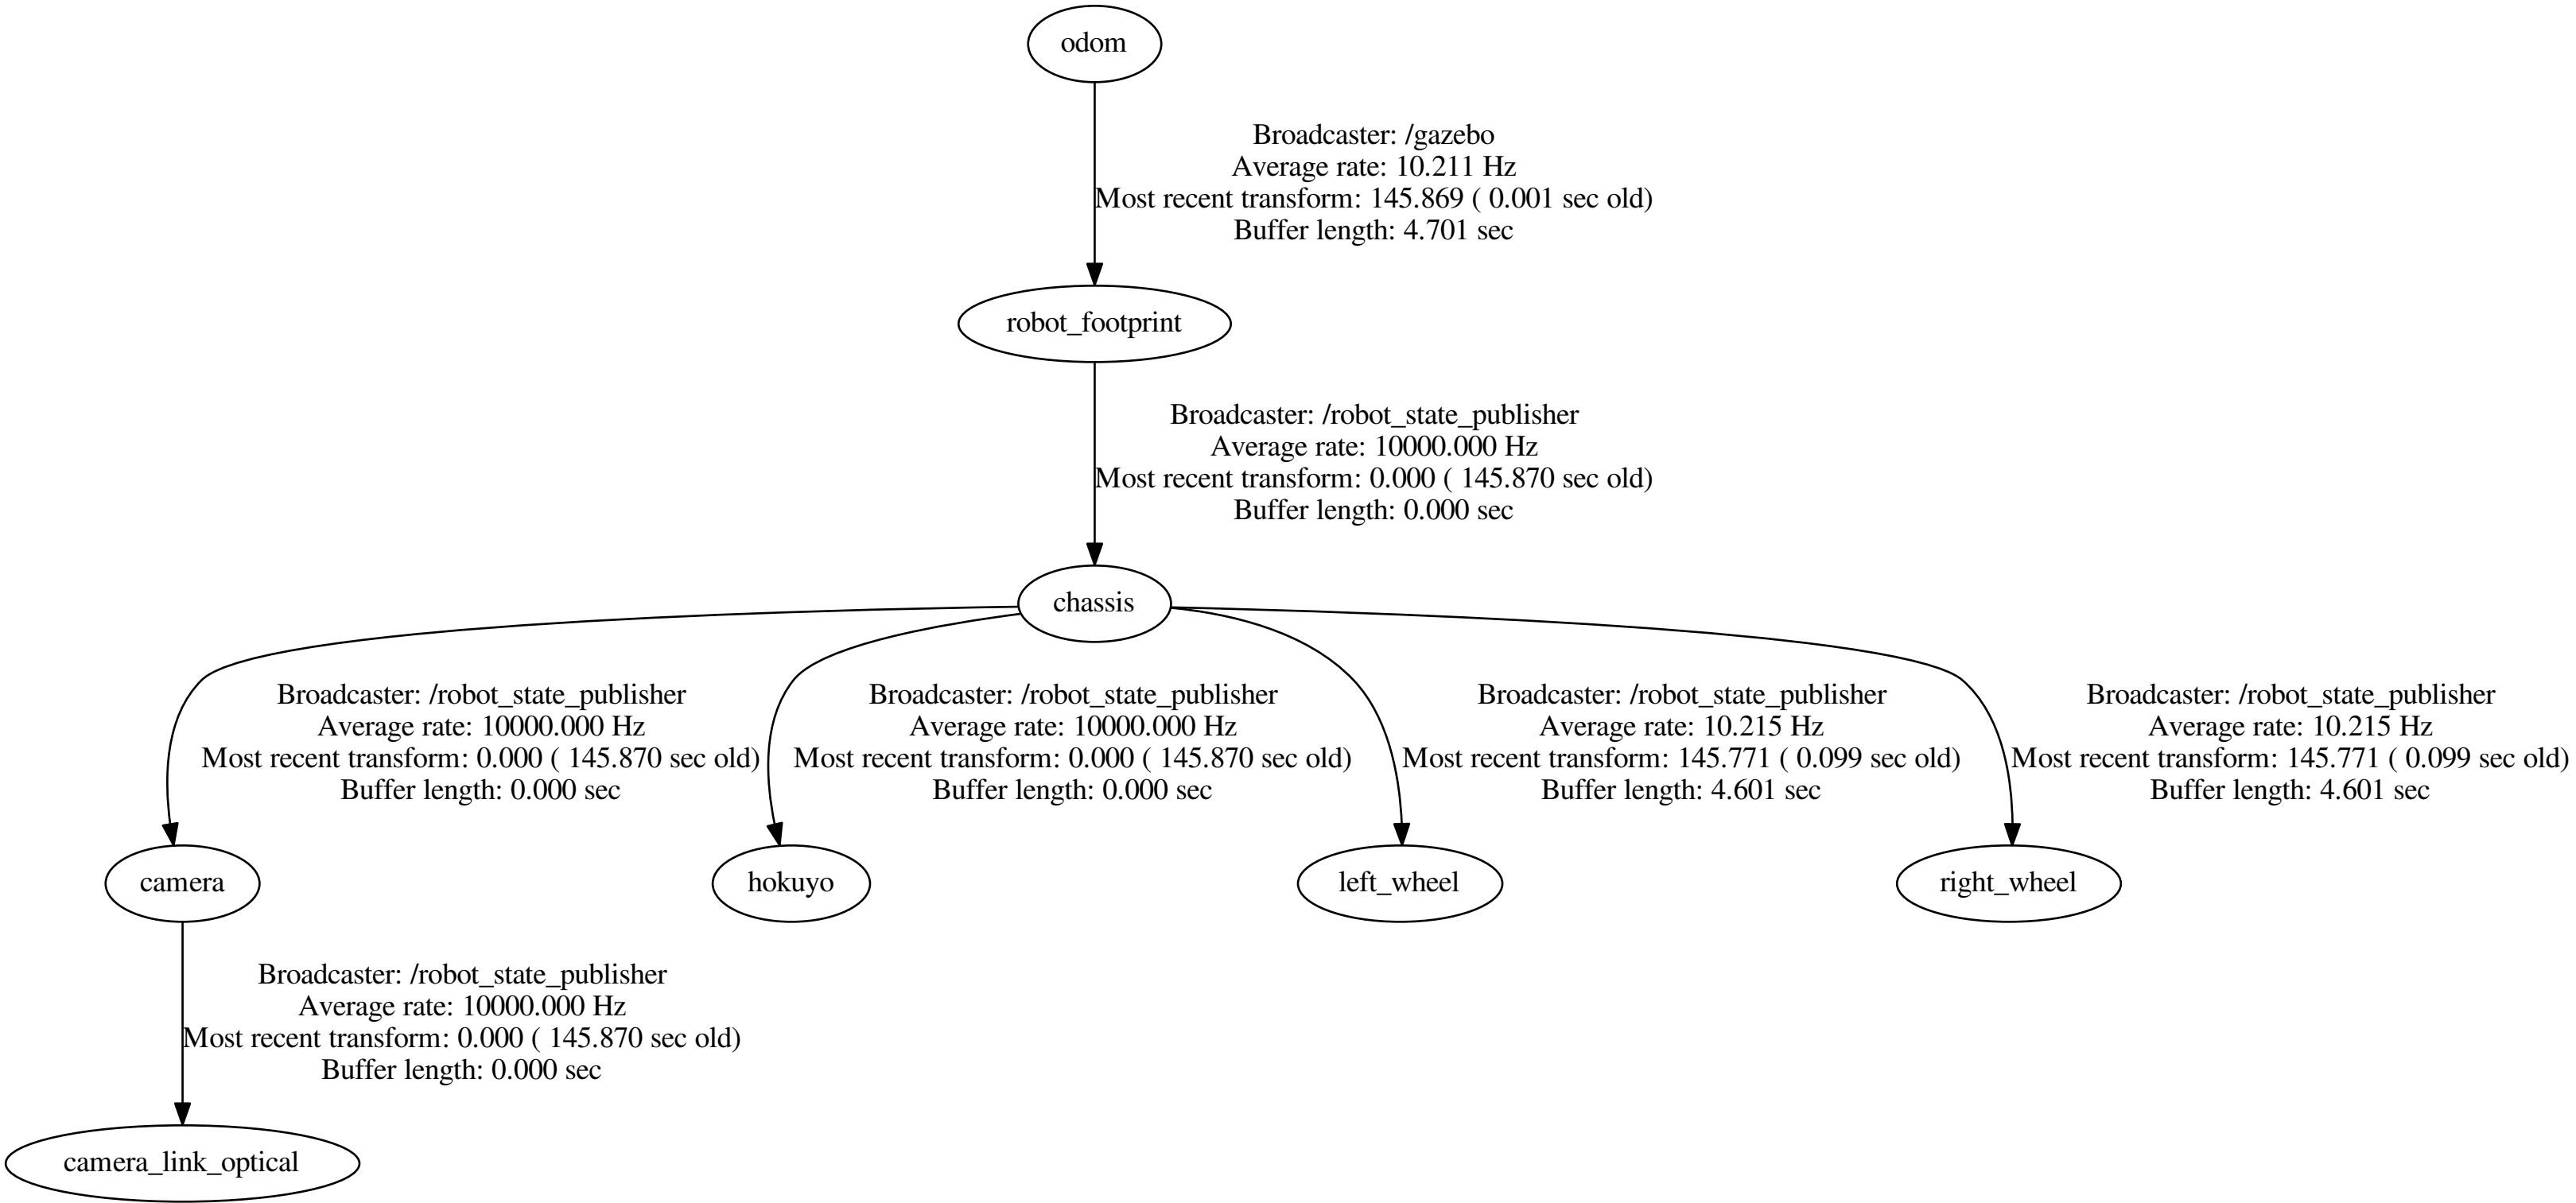 odom
Broadcaster: /gazebo
Average rate: 10.211 Hz
Most recent transform: 145.869 ( 0.001 sec old)
Buffer length: 4.701 sec
robot_footprint
Broadcaster: /robot_state_publisher
Average rate: 10000.000 Hz
Most recent transform: 0.000 ( 145.870 sec old)
Buffer length: 0.000 sec
chassis
Broadcaster: /robot_state_publisher
Average rate: 10000.000 Hz
Most recent transform: 0.000 ( 145.870 sec old)
Buffer length: 0.000 sec
Broadcaster: /robot_state_publisher
Average rate: 10000.000 Hz
Most recent transform: 0.000 ( 145.870 sec old)
Buffer length: 0.000 sec
Broadcaster: /robot_state_publisher
Average rate: 10.215 Hz
Most recent transform: 145.771 ( 0.099 sec old)
Buffer length: 4.601 sec
Broadcaster: /robot_state_publisher
Average rate: 10.215 Hz
Most recent transform: 145.771 ( 0.099 sec old)
Buffer length: 4.601 sec
camera
hokuyo
left_wheel
right_wheel
Broadcaster: /robot_state_publisher
Average rate: 10000.000 Hz
Most recent transform: 0.000 ( 145.870 sec old)
Buffer length: 0.000 sec
camera_link_optical